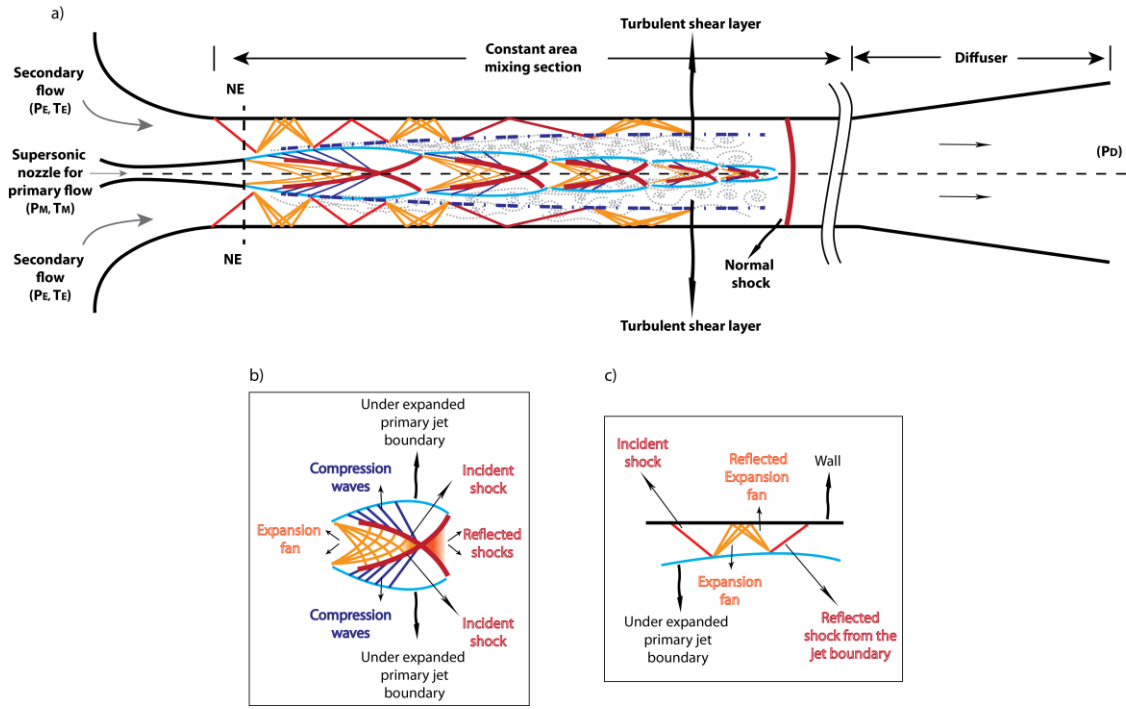 a)
Turbulent shear layer
Constant area
mixing section
Diffuser
Secondary
flow
(PE, TE)
NE
Supersonic
nozzle for
primary flow
(PM, TM)
(PD)
Secondary
flow
(PE, TE)
NE
Normal
shock
Turbulent shear layer
b)
Under expanded
primary jet
boundary
Compression
waves
Incident
shock
Expansion
fan
Reflected
shocks
Compression
waves
Incident
shock
Under expanded
primary jet
boundary
c)
Incident
shock
Reflected
Expansion
fan
Wall
Expansion
fan
Under expanded
primary jet
boundary
Reflected
shock from the
jet boundary